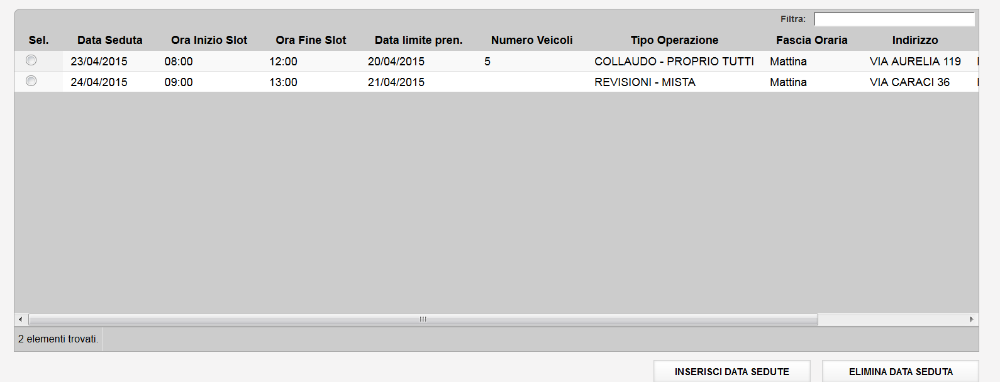 Filtra:
Sel. Data Seduta Ora Inizio Slot Ora Fine Slot Data limite pren. Numero Veicoli Tipo Operazione Fascia Oraria Indirizzo
23/04/2015 08:00 12:00 20/04/2015 5 COLLAUDO - PROPRIO TUTTI Mattina VIA AURELIA 119
24/04/2015 09:00 13:00 21/04/2015 REVISIONI - MISTA Mattina VIA CARACI 36
2 elementi trovati.
INSERISCI DATA SEDUTE ELIMINA DATA SEDUTA